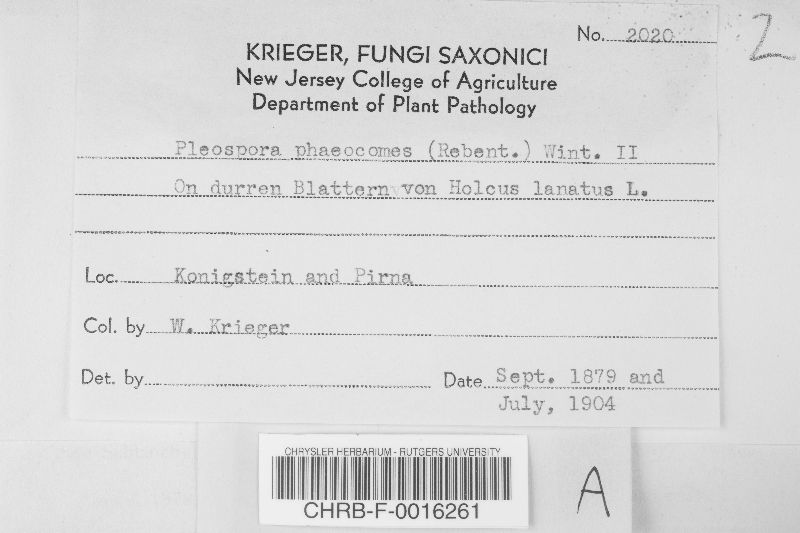 No. 2020
2
KRIEGER, FUNGI SAXONICI
New Jersey College of Agriculture
Department of Plant Pathology
Pleospora phaeocomes (Rebent.) Wint. II
On durren Blattern von Holcus lanatus L.
Loc. Konigstein and Pirna
Col. by W. Krieger
Det. by
Date Sept. 1879 and
July, 1904
CHRYSLER HERBARIUM - RUTGERS UNIVERSITY
CHRB-F-0016261
A